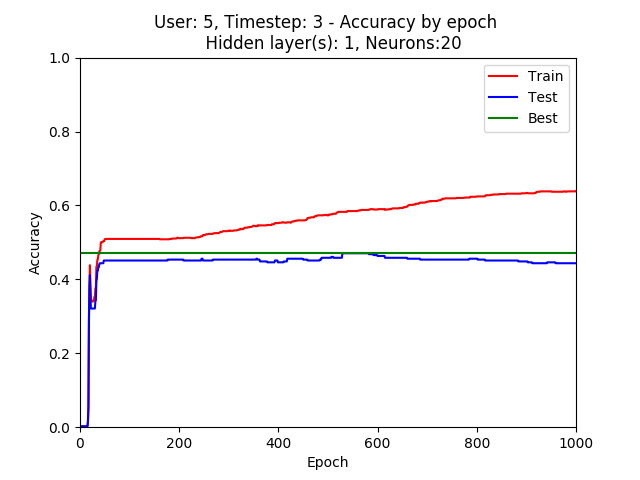 User: 5, Timestep: 3 - Accuracy by epoch
Hidden layer(s): 1, Neurons:20
1.0
0.8
0.6
0.4
0.2
0.0
Accuracy
Train
Test
Best
0 200 400 600 800 1000
Epoch